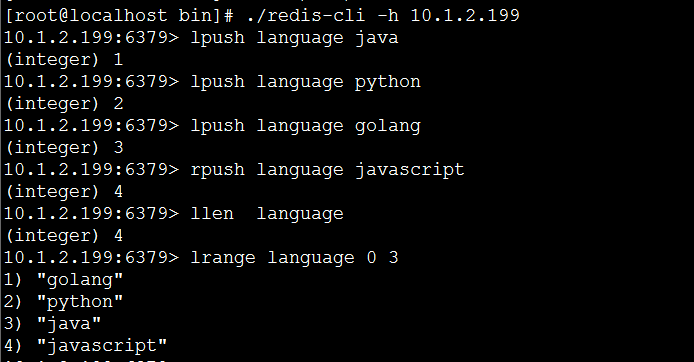 [root@localhost bin]# ./redis-cli -h 10.1.2.199
10.1.2.199:6379> lpush language java
(integer) 1
10.1.2.199:6379> lpush language python
(integer) 2
10.1.2.199:6379> lpush language golang
(integer) 3
10.1.2.199:6379> rpush language javascript
(integer) 4
10.1.2.199:6379> llen  language
(integer) 4
10.1.2.199:6379> lrange language 0 3
1) "golang"
2) "python"
3) "java"
4) "javascript"